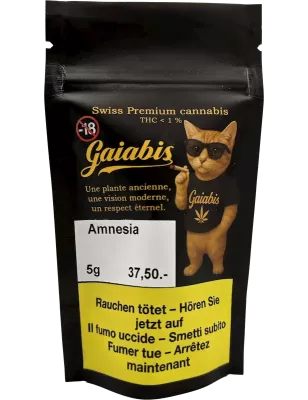 Swiss Premium cannabis
THC < 1 %
-18
Gaiabis
Une plante ancienne,
une vision moderne,
un respect éternel.
Gaiabis
Amnesia
5g 37,50.-
Rauchen tötet – Hören Sie
jetzt auf
Il fumo uccide – Smetti subito
Fumer tue – Arrêtez
maintenant